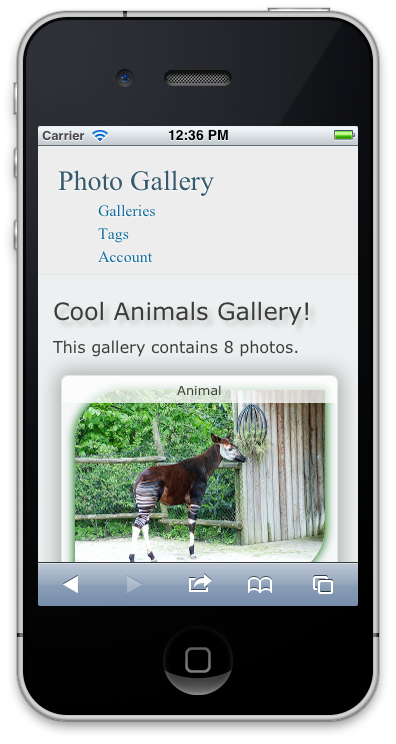 Carrier 12:36 PM
Photo Gallery
Galleries
Tags
Account
Cool Animals Gallery!
This gallery contains 8 photos.
Animal